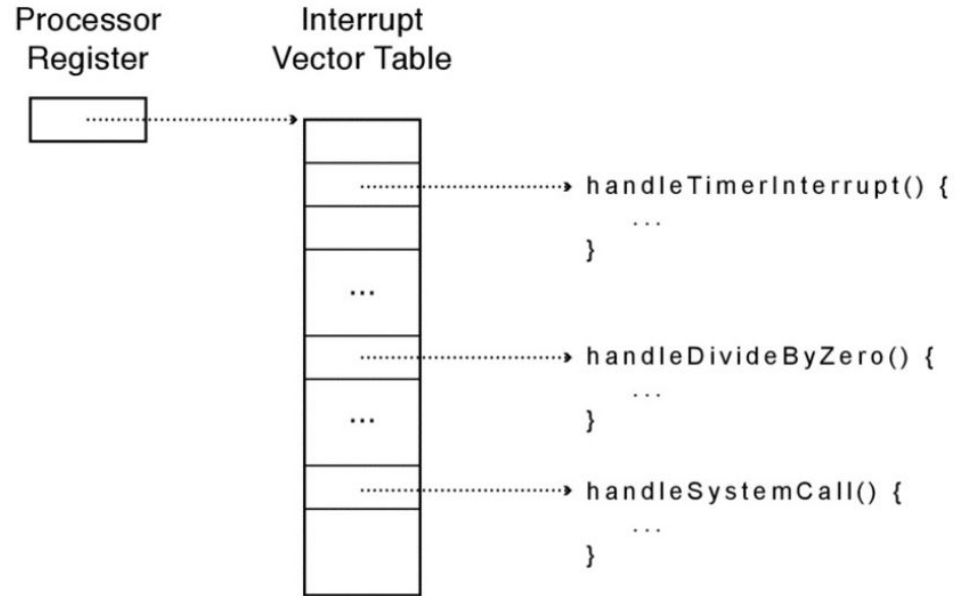 Processor
Register
Interrupt
Vector Table
handleTimerInterrupt() {
...
}
...
handleDivideByZero() {
...
}
...
handleSystemCall() {
...
}